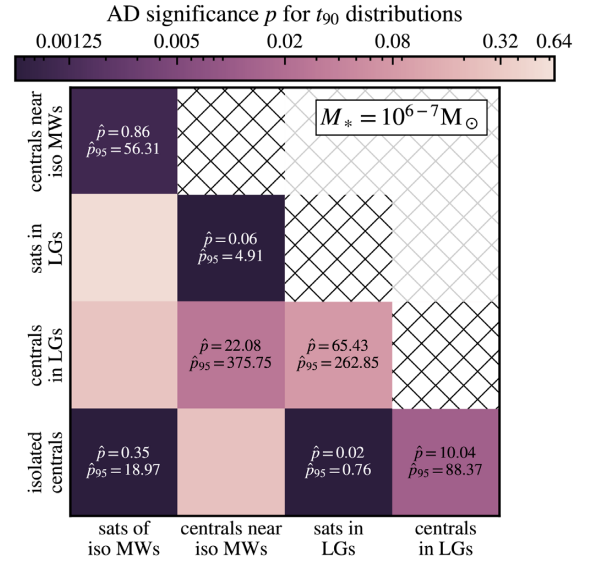 AD significance p for t₉₀ distributions
0.00125 0.005 0.02 0.08 0.32 0.64
M* = 10⁶⁻⁷M⊙
centrals near
iso MWs
p̂=0.86
p̂₉₅=56.31
sats in
LGs
p̂=0.06
p̂₉₅=4.91
centrals
in LGs
p̂=22.08
p̂₉₅=375.75
p̂=65.43
p̂₉₅=262.85
isolated
centrals
p̂=0.35
p̂₉₅=18.97
p̂=0.02
p̂₉₅=0.76
p̂=10.04
p̂₉₅=88.37
sats of
iso MWs
centrals near
iso MWs
sats in
LGs
centrals
in LGs